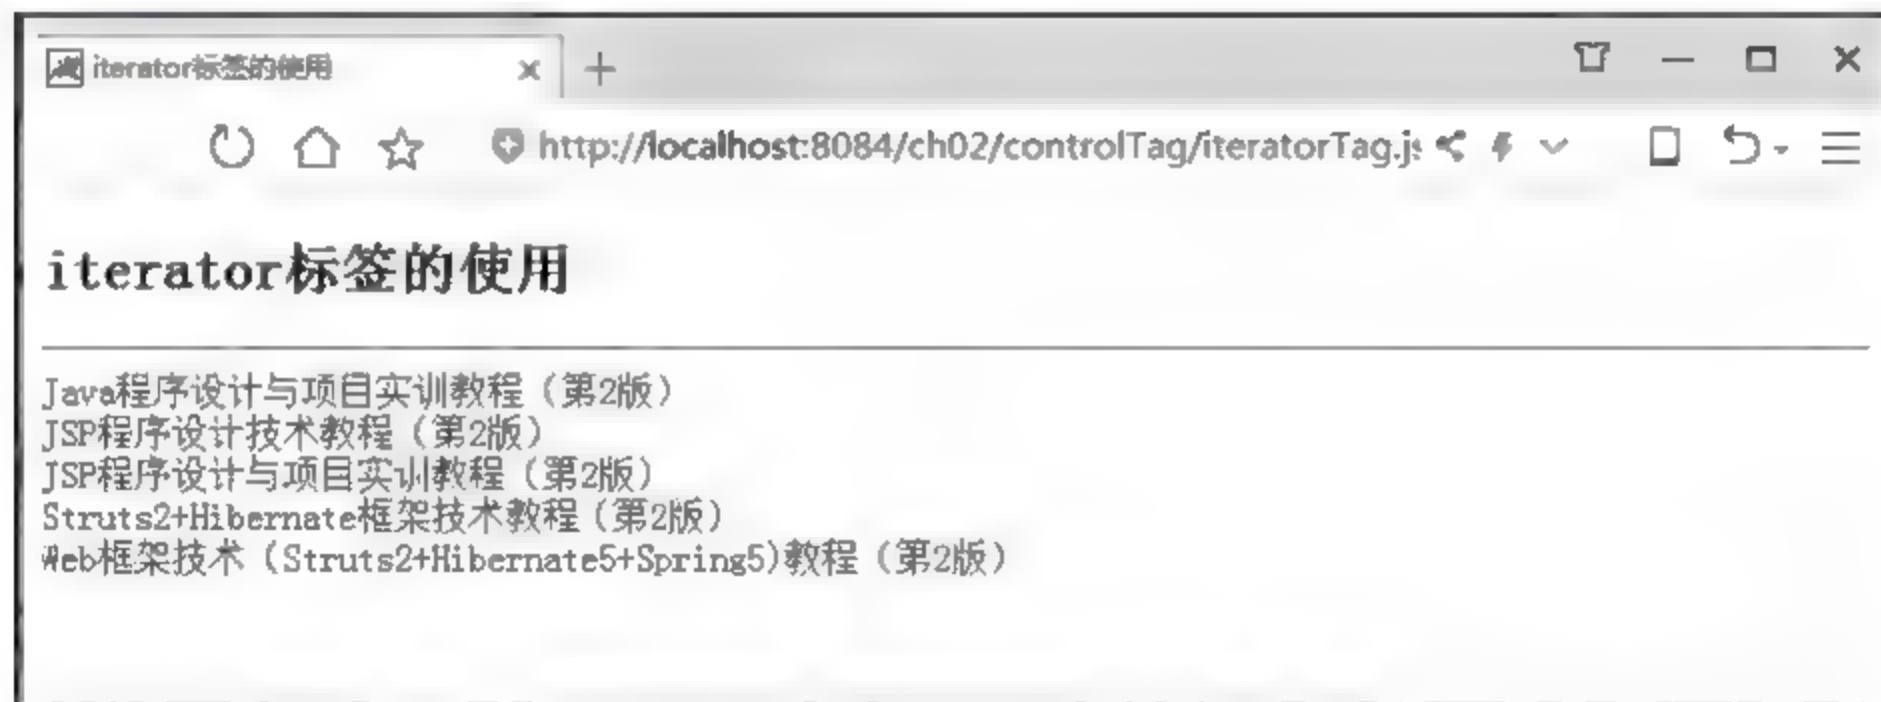 iterator标签的使用
http://localhost:8084/ch02/controlTag/iteratorTag.js
iterator标签的使用
Java程序设计与项目实训教程（第2版）
JSP程序设计技术教程（第2版）
JSP程序设计与项目实训教程（第2版）
Struts2+Hibernate框架技术教程（第2版）
Web框架技术（Struts2+Hibernate5+Spring5)教程（第2版）